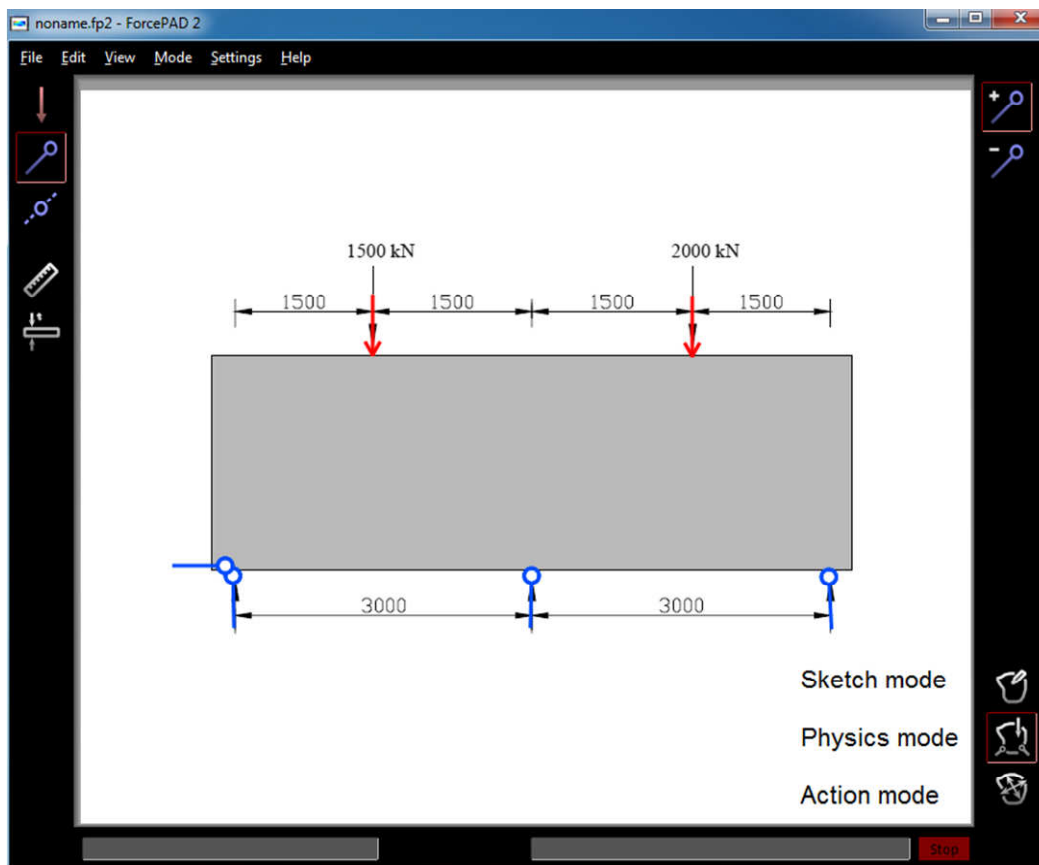 noname.fp2 - ForcePAD 2
File Edit View Mode Settings Help
1500 kN 2000 kN
1500 1500 1500 1500
3000 3000
Sketch mode
Physics mode
Action mode
Stop